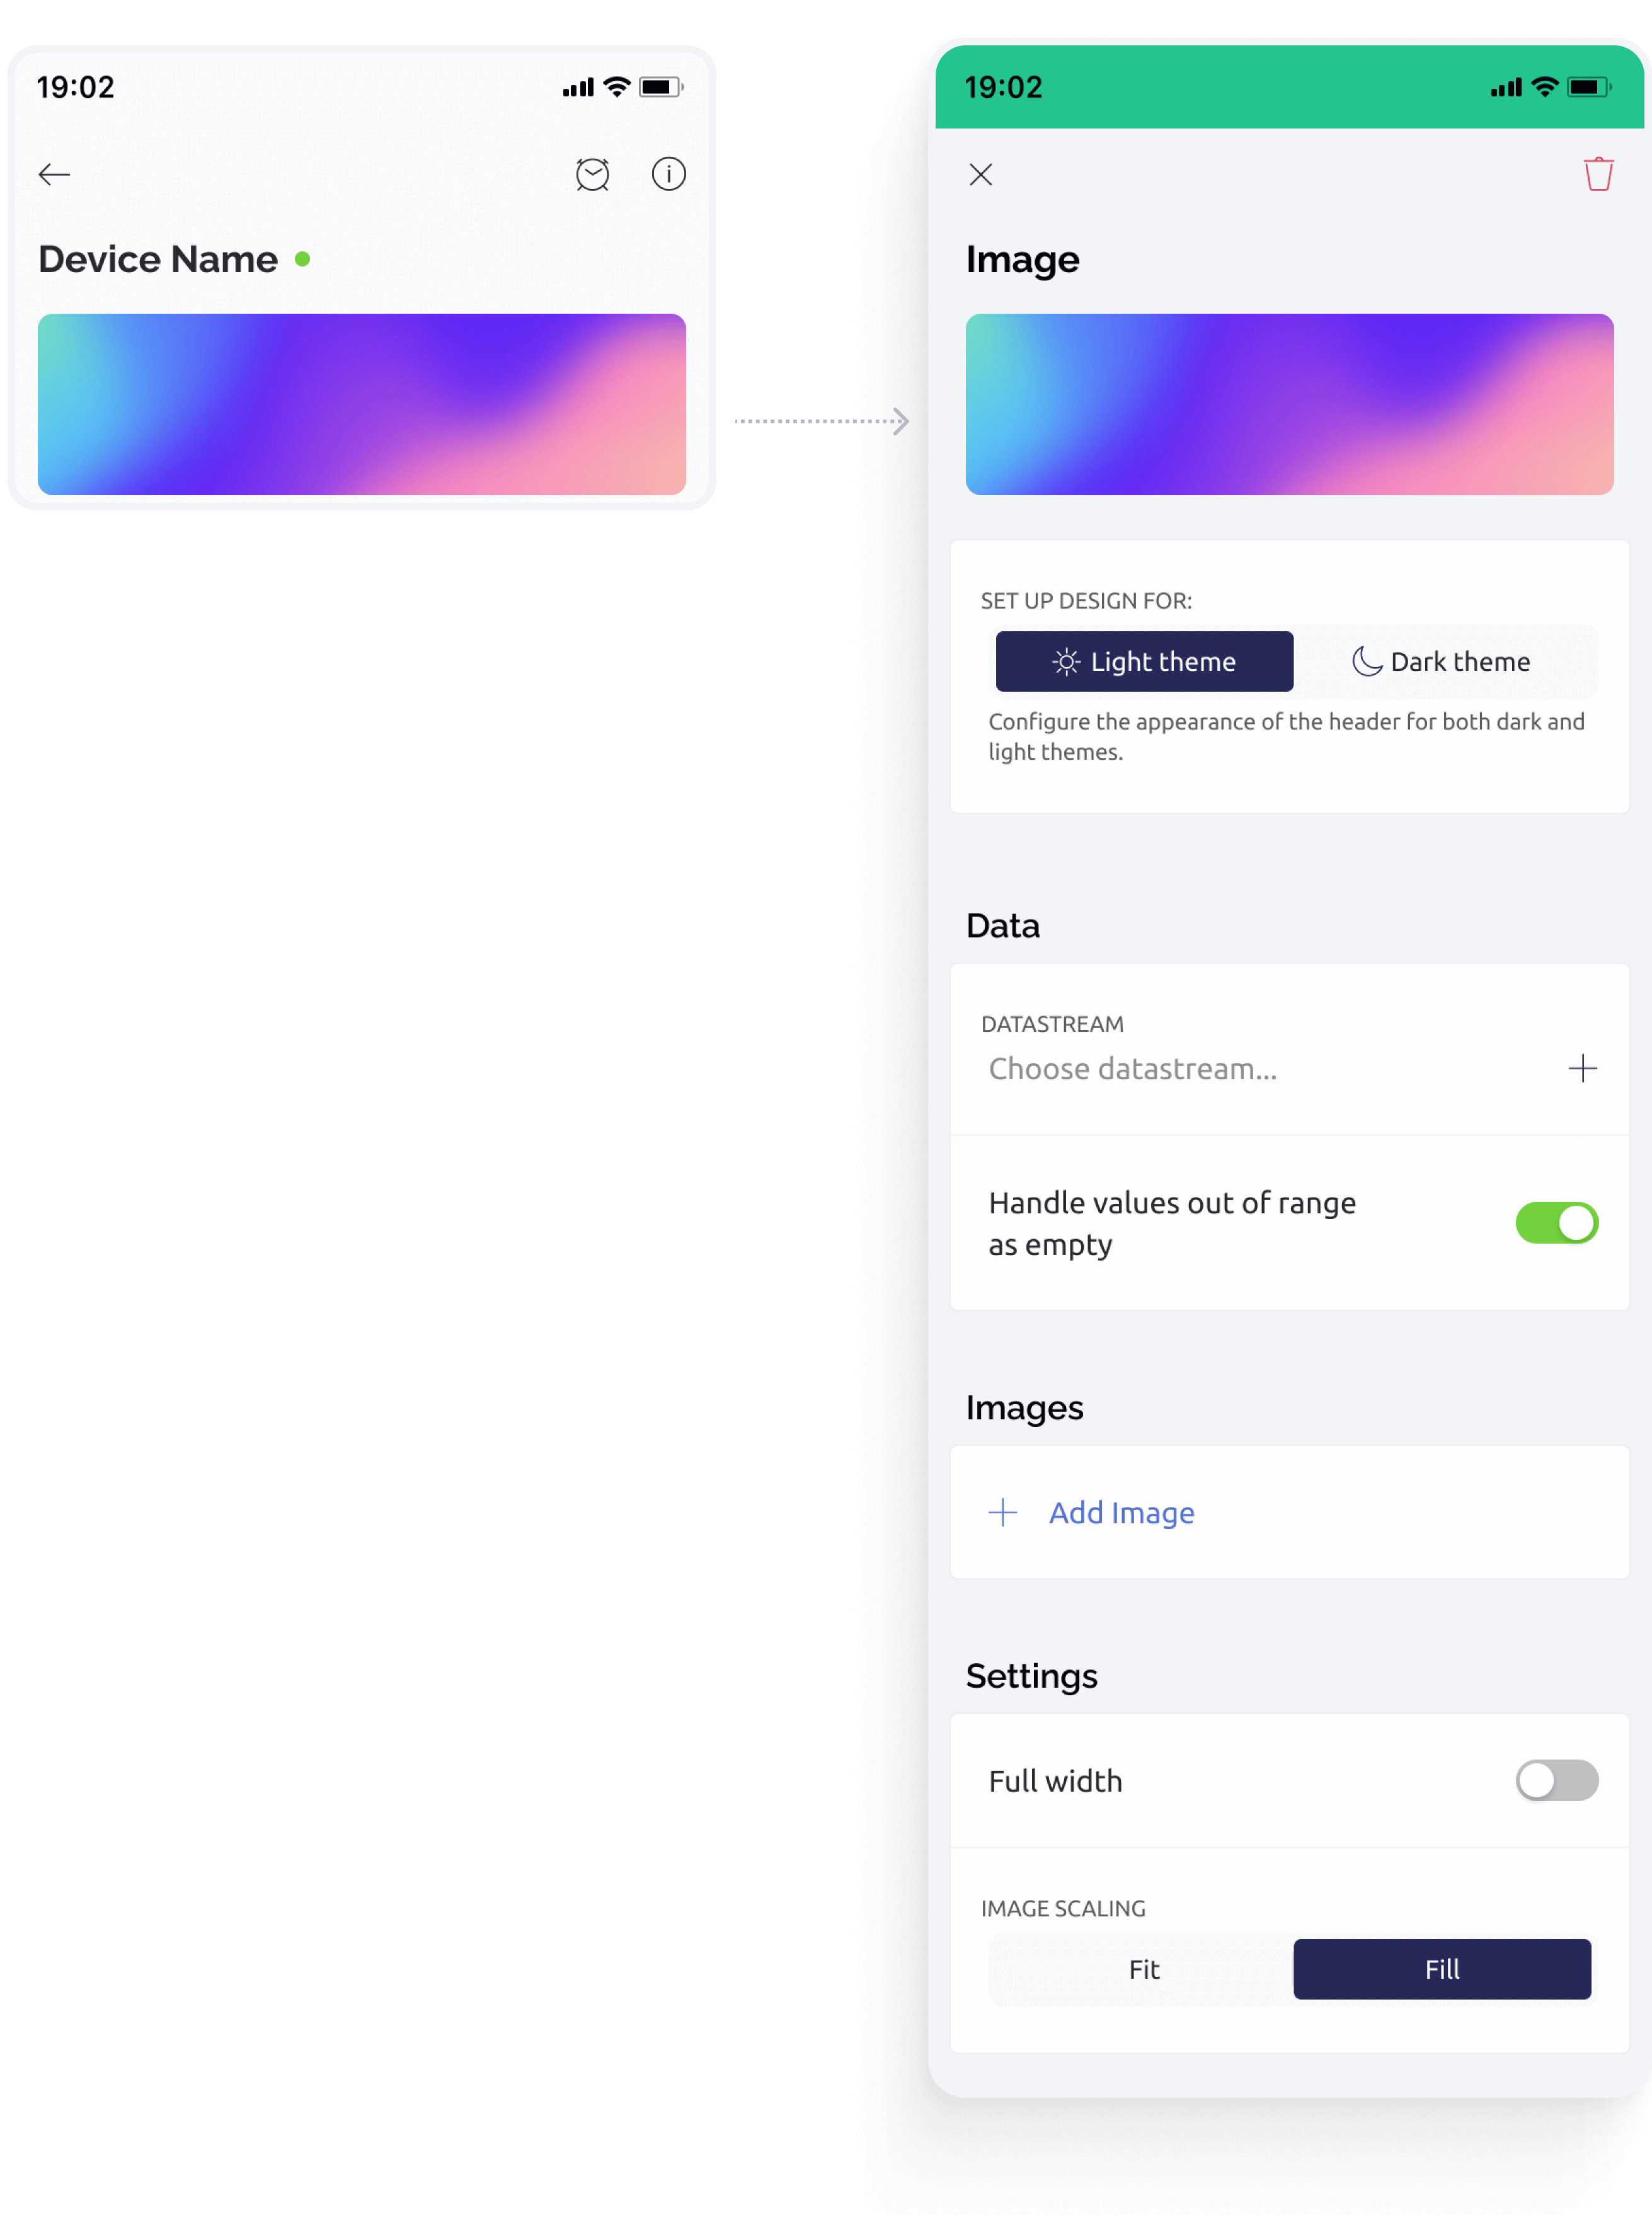 19:02
Device Name
19:02
Image
SET UP DESIGN FOR:
Light theme
Dark theme
Configure the appearance of the header for both dark and
light themes.
Data
DATASTREAM
Choose datastream...
Handle values out of range
as empty
Images
Add Image
Settings
Full width
IMAGE SCALING
Fit
Fill